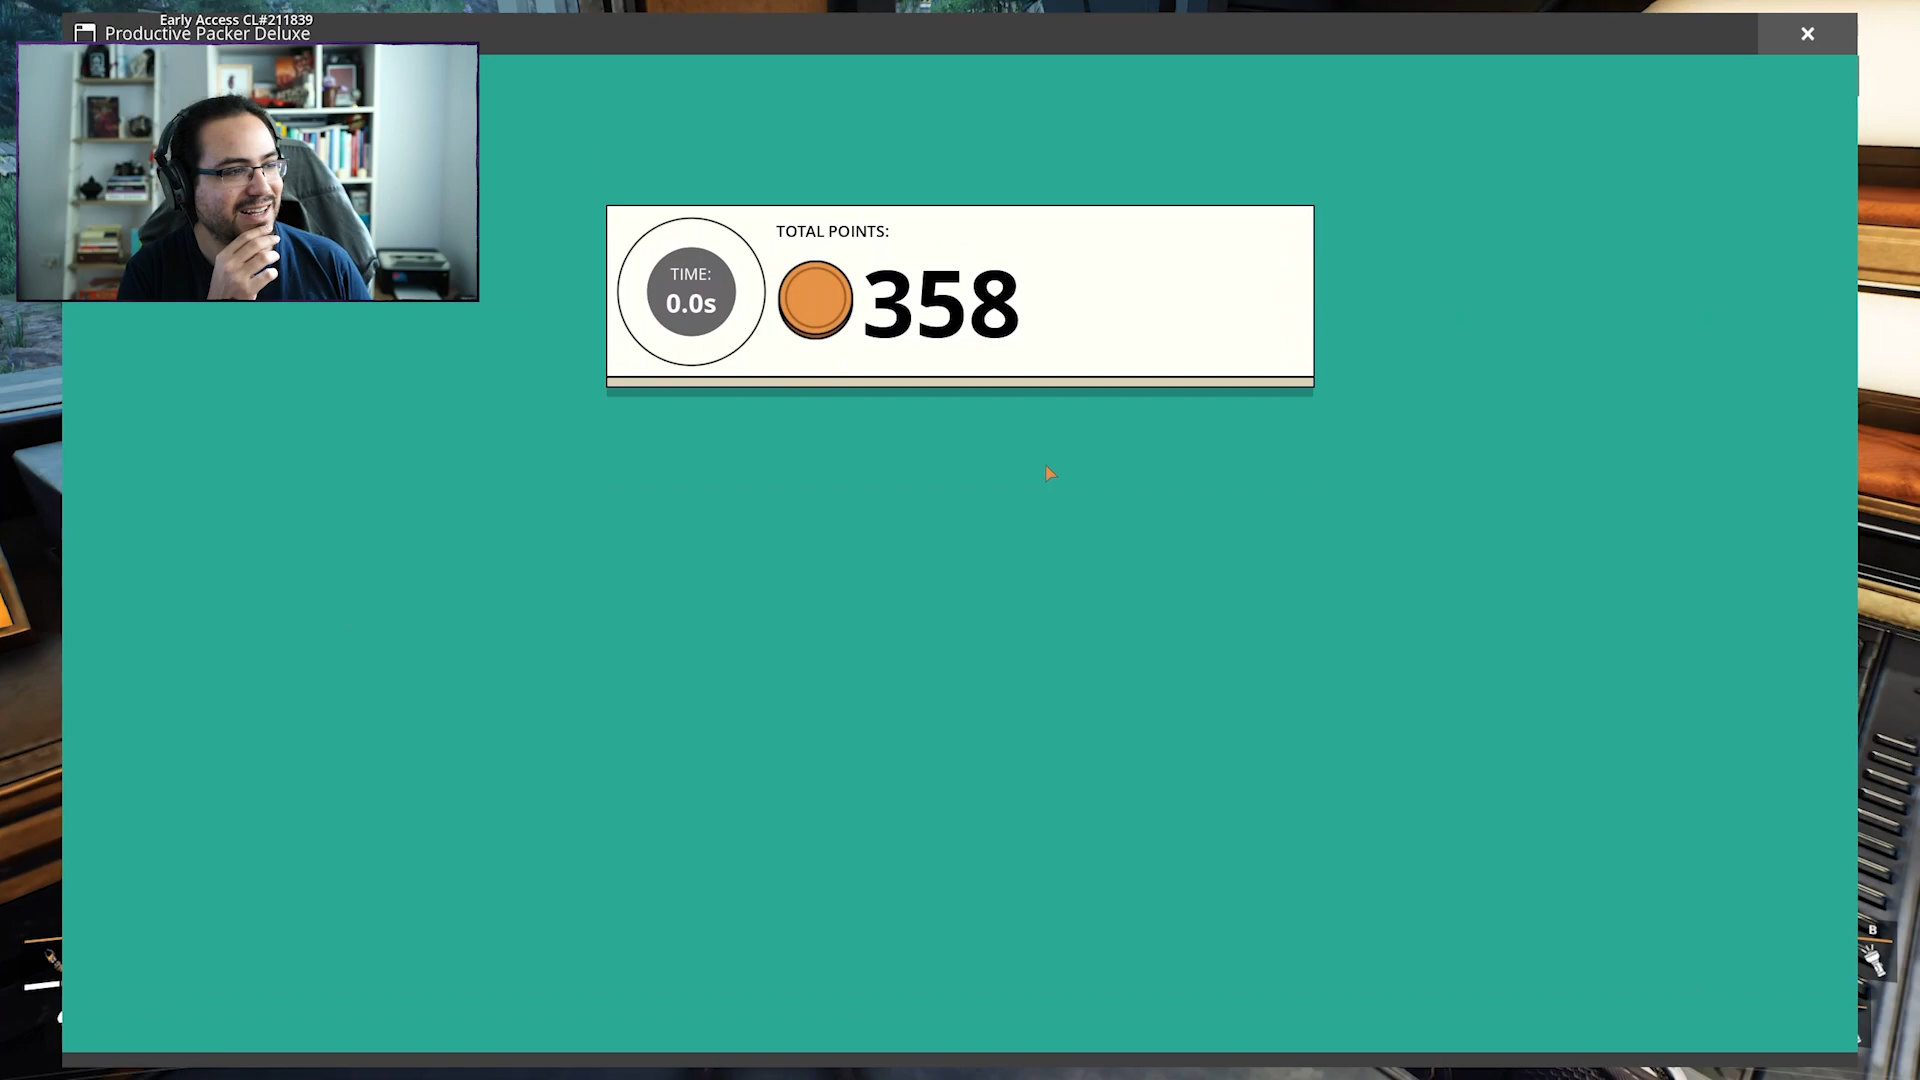 Early Access CL#211839
Productive Packer Deluxe
TOTAL POINTS:
TIME:
0.0s
358
B